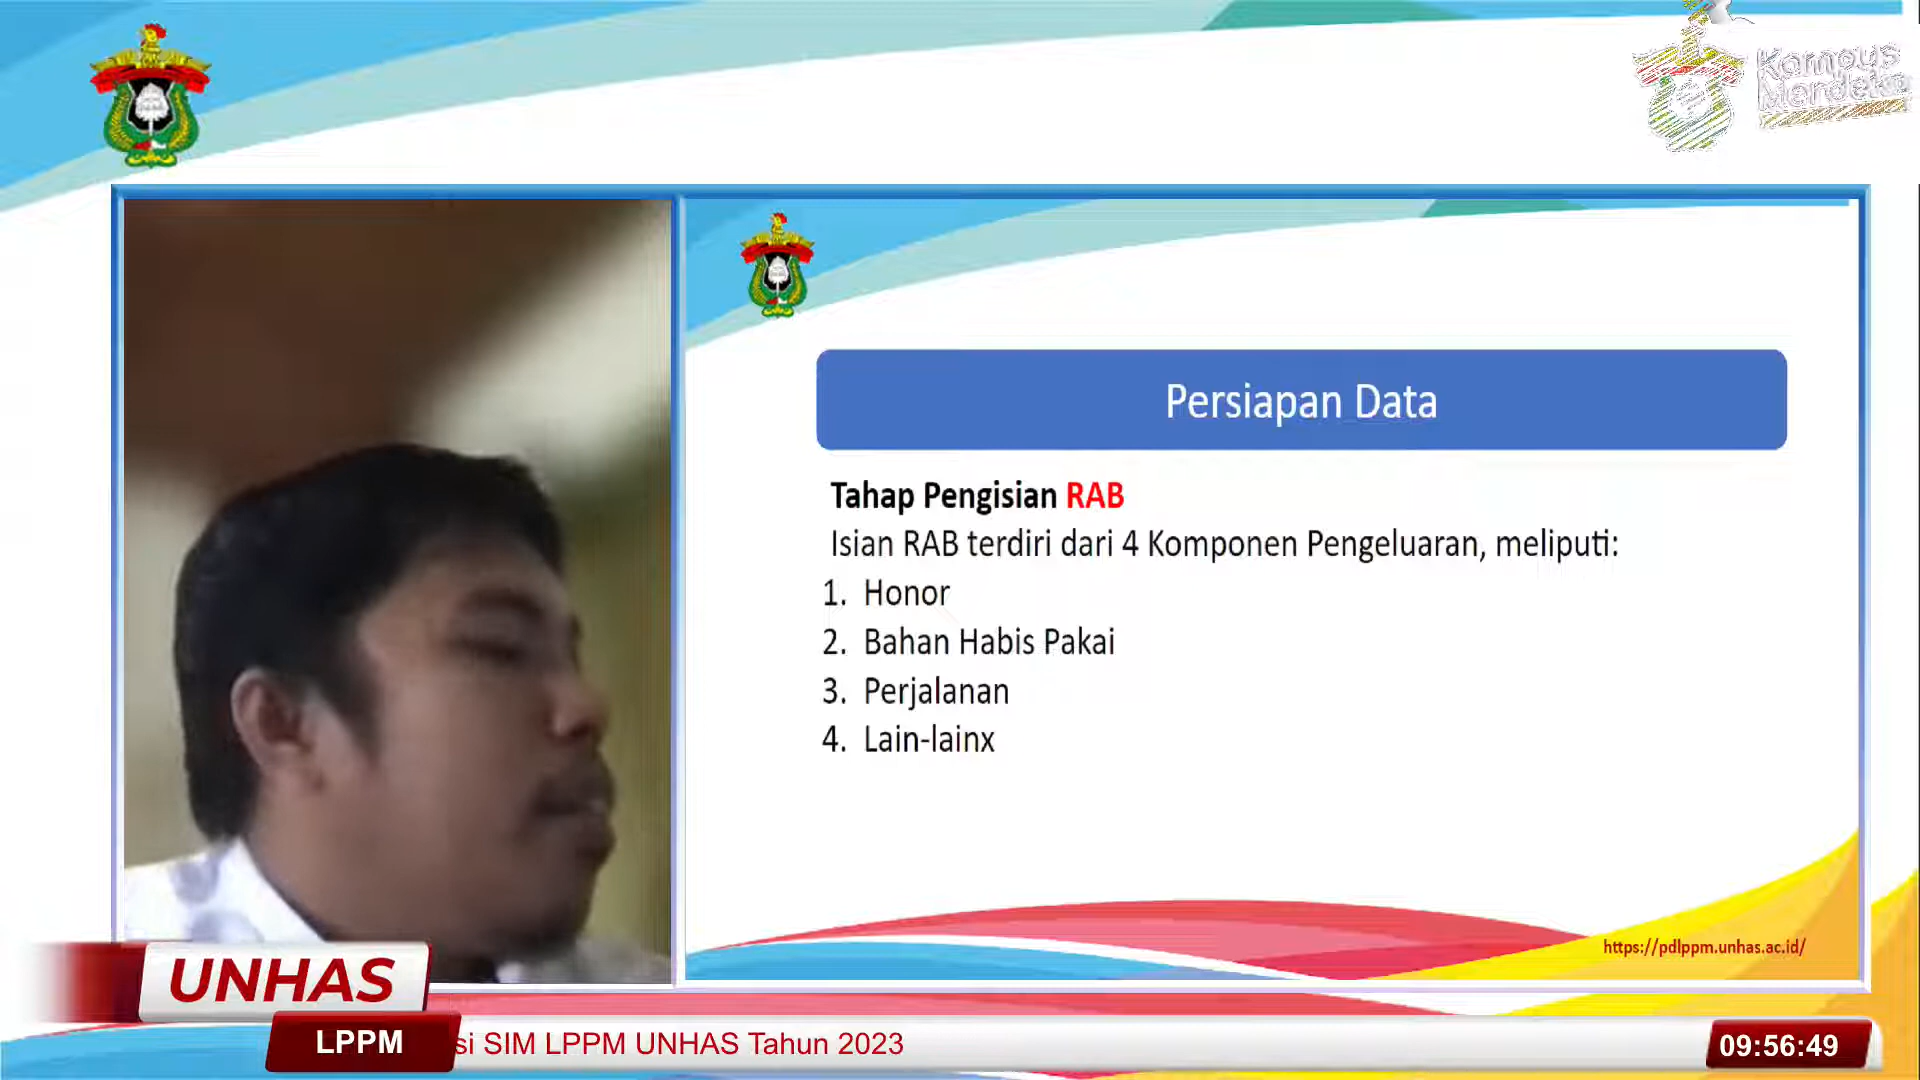 Kampus
Merdeka
Persiapan Data
Tahap Pengisian RAB
Isian RAB terdiri dari 4 Komponen Pengeluaran, meliputi:
1. Honor
2. Bahan Habis Pakai
3. Perjalanan
4. Lain-lainx
https://pdlppm.unhas.ac.id/
UNHAS
LPPM
si SIM LPPM UNHAS Tahun 2023
09:56:49